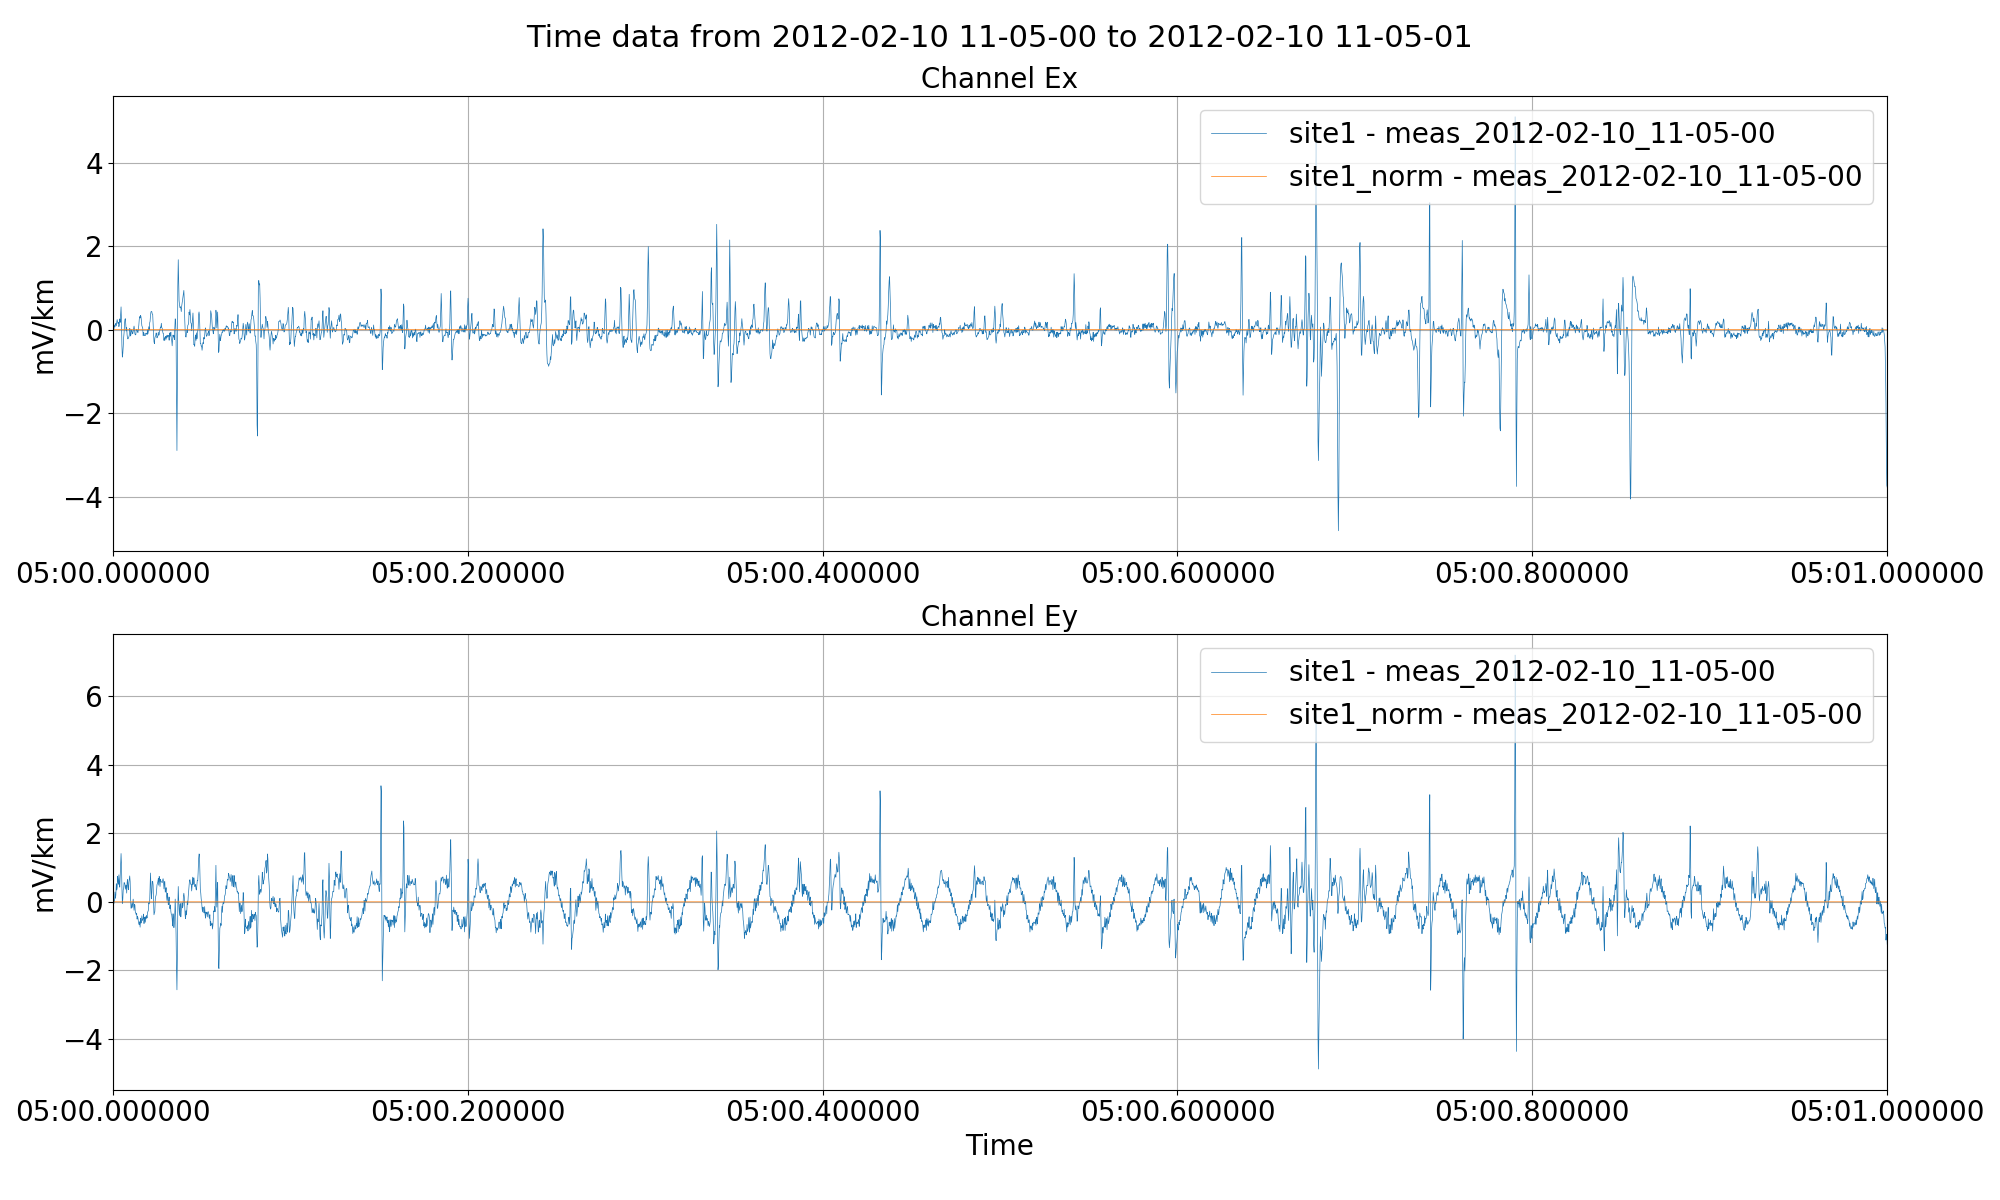 Time data from 2012-02-10 11-05-00 to 2012-02-10 11-05-01
Channel Ex
site1 - meas_2012-02-10_11-05-00
site1_norm - meas_2012-02-10_11-05-00
4
2
0
−2
−4
mV/km
05:00.000000 05:00.200000 05:00.400000 05:00.600000 05:00.800000 05:01.000000
Channel Ey
site1 - meas_2012-02-10_11-05-00
site1_norm - meas_2012-02-10_11-05-00
6
4
2
0
−2
−4
mV/km
05:00.000000 05:00.200000 05:00.400000 05:00.600000 05:00.800000 05:01.000000
Time